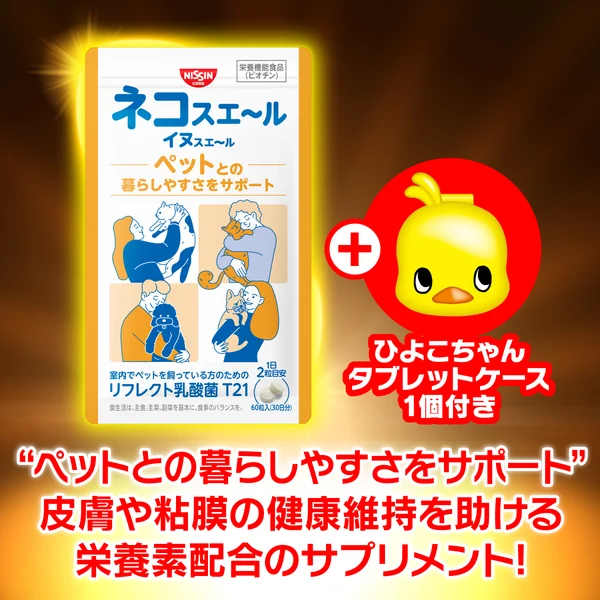 NISSIN
栄養機能食品
(ビオチン)
ネコスエ〜ル
イヌスエ〜ル
ペットとの
暮らしやすさをサポート
室内でペットを飼っている方のための
リフレクト乳酸菌 T21
1日
2粒目安
60粒入(30日分)
食生活は、主食、主菜、副菜を基本に、食事のバランスを。
+
ひよこちゃん
タブレットケース
1個付き
“ペットとの暮らしやすさをサポート”
皮膚や粘膜の健康維持を助ける
栄養素配合のサプリメント!